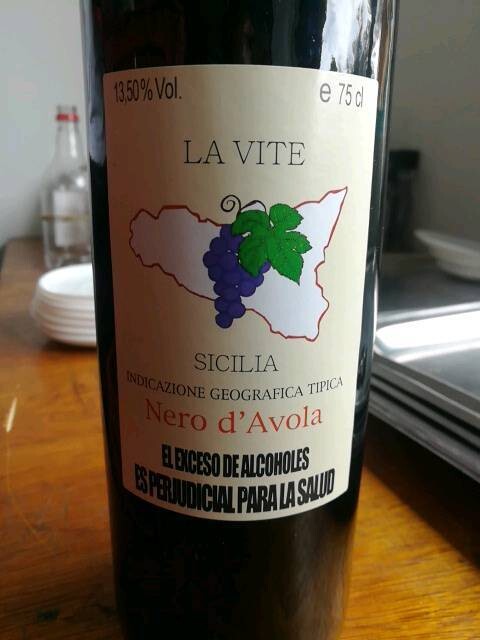 13,50% Vol. e 75 cl
LA VITE
SICILIA
INDICAZIONE GEOGRAFICA TIPICA
Nero d'Avola
EL EXCESO DE ALCOHOLES
ES PERJUDICIAL PARA LA SALUD